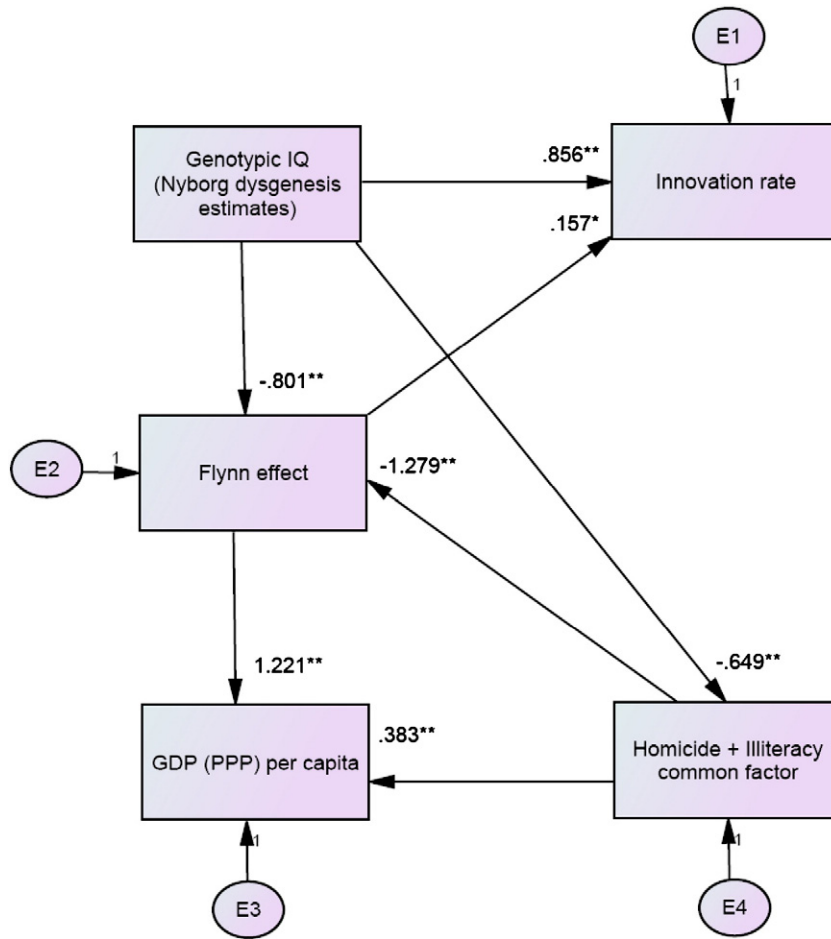 E1
1
Genotypic IQ
(Nyborg dysgenesis
estimates)
.856**
Innovation rate
.157*
-.801**
E2
1
Flynn effect
-1.279**
1.221**
-.649**
GDP (PPP) per capita
.383**
Homicide + Illiteracy
common factor
1
1
E3
E4